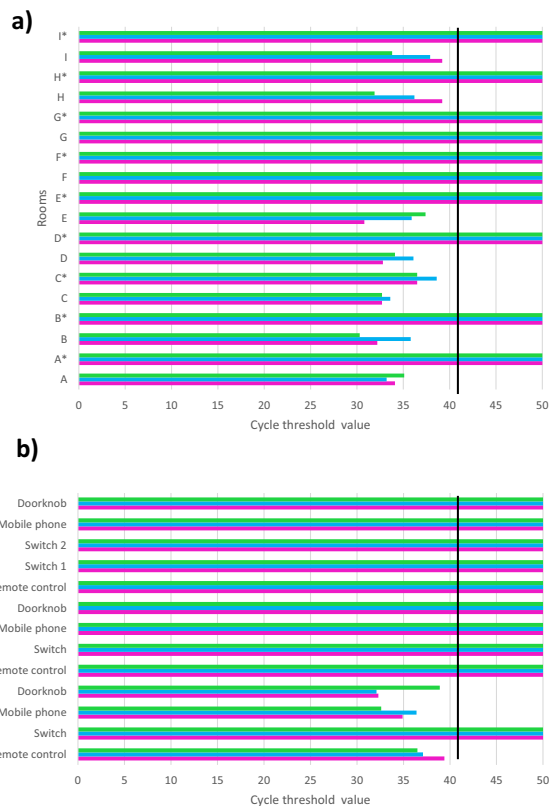 a)
I*
I
H*
H
G*
G
F*
F
E*
E
D*
D
C*
C
B*
B
A*
A
Rooms
0 5 10 15 20 25 30 35 40 45 50
Cycle threshold value
b)
Doorknob
Mobile phone
Switch 2
Switch 1
emote control
Doorknob
Mobile phone
Switch
emote control
Doorknob
Mobile phone
Switch
emote control
0 5 10 15 20 25 30 35 40 45 50
Cycle threshold value